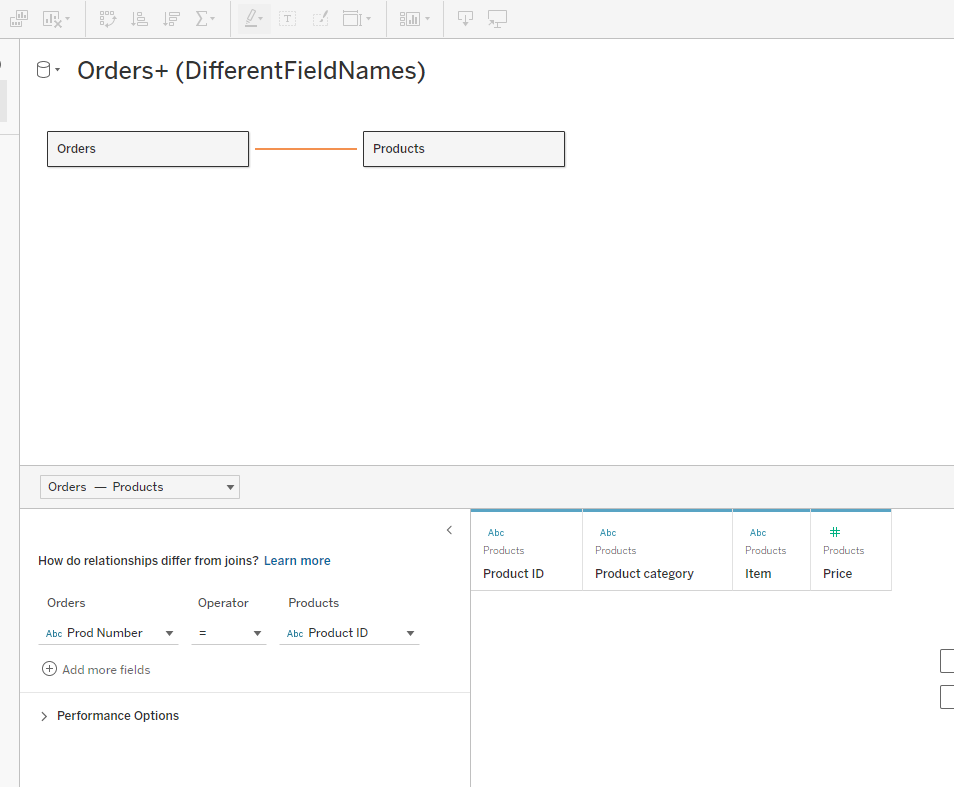 Orders+ (DifferentFieldNames)
Orders
Products
Orders — Products
How do relationships differ from joins? Learn more
Orders Operator Products
Abc Prod Number = Abc Product ID
Add more fields
Performance Options
Abc Abc Abc #
Products Products Products Products
Product ID Product category Item Price